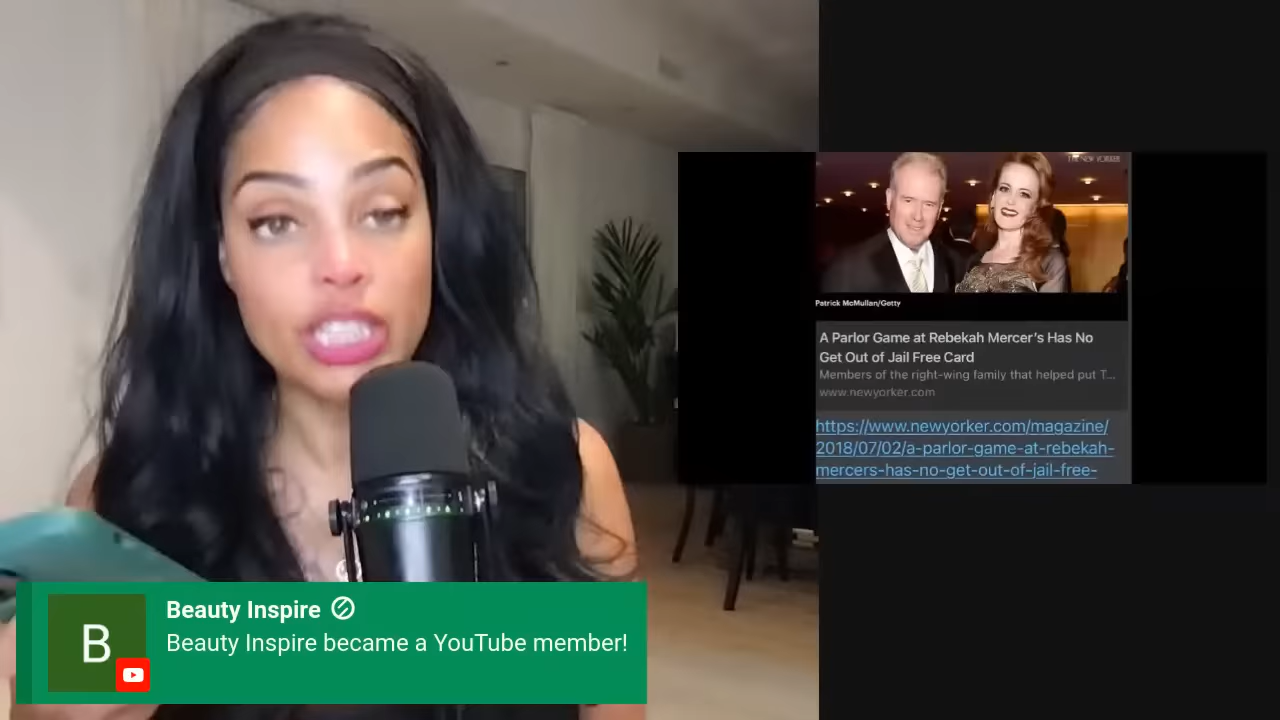 THE NEW YORKER
Patrick McMullan/Getty
A Parlor Game at Rebekah Mercer's Has No
Get Out of Jail Free Card
Members of the right-wing family that helped put T...
www.newyorker.com
https://www.newyorker.com/magazine/
2018/07/02/a-parlor-game-at-rebekah-
mercers-has-no-get-out-of-jail-free-
B
Beauty Inspire
Beauty Inspire became a YouTube member!